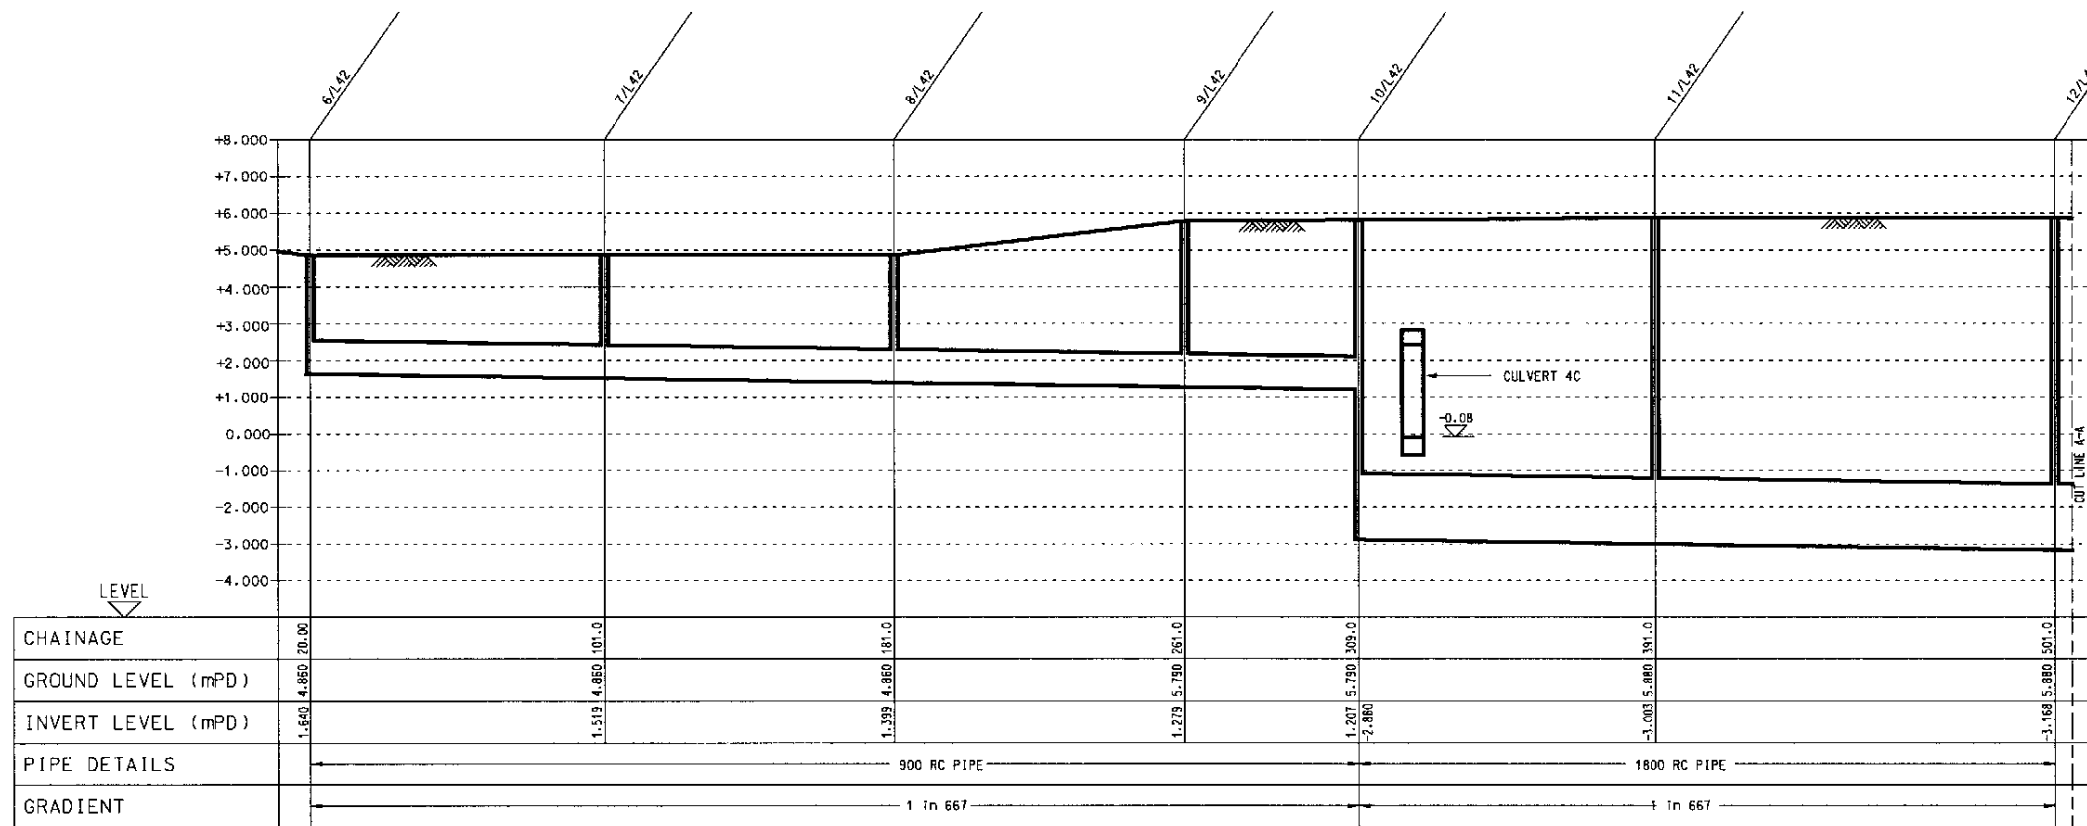 6/L42
7/L42
8/L42
9/L42
10/L42
11/L42
12/L4
+8.000
+7.000
+6.000
+5.000
+4.000
+3.000
+2.000
+1.000
0.000
-1.000
-2.000
-3.000
-4.000
CULVERT 4C
-0.08
CUT LINE A-A
LEVEL
CHAINAGE 20.00 101.0 181.0 261.0 309.0 391.0 501.0
GROUND LEVEL (mPD) 4.860 4.860 4.860 5.790 5.790 5.880 5.880
INVERT LEVEL (mPD) 1.640 1.519 1.399 1.279 1.207 -2.880 -3.003 -3.168
PIPE DETAILS 900 RC PIPE 1800 RC PIPE
GRADIENT 1 in 667 1 in 667